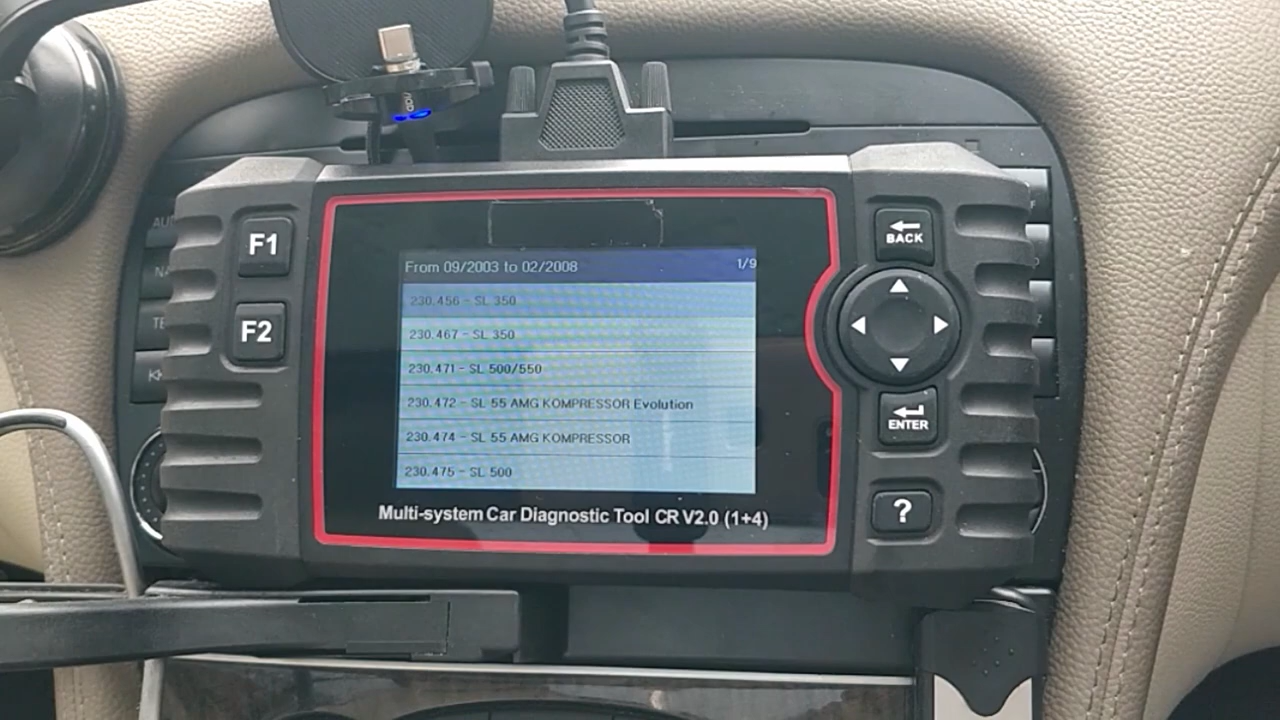 F1
F2
From 09/2003 to 02/2008 1/9
230.456 - SL 350
230.467 - SL 350
230.471 - SL 500/550
230.472 - SL 55 AMG KOMPRESSOR Evolution
230.474 - SL 55 AMG KOMPRESSOR
230.475 - SL 500
Multi-system Car Diagnostic Tool CR V2.0 (1+4)
BACK
ENTER
?